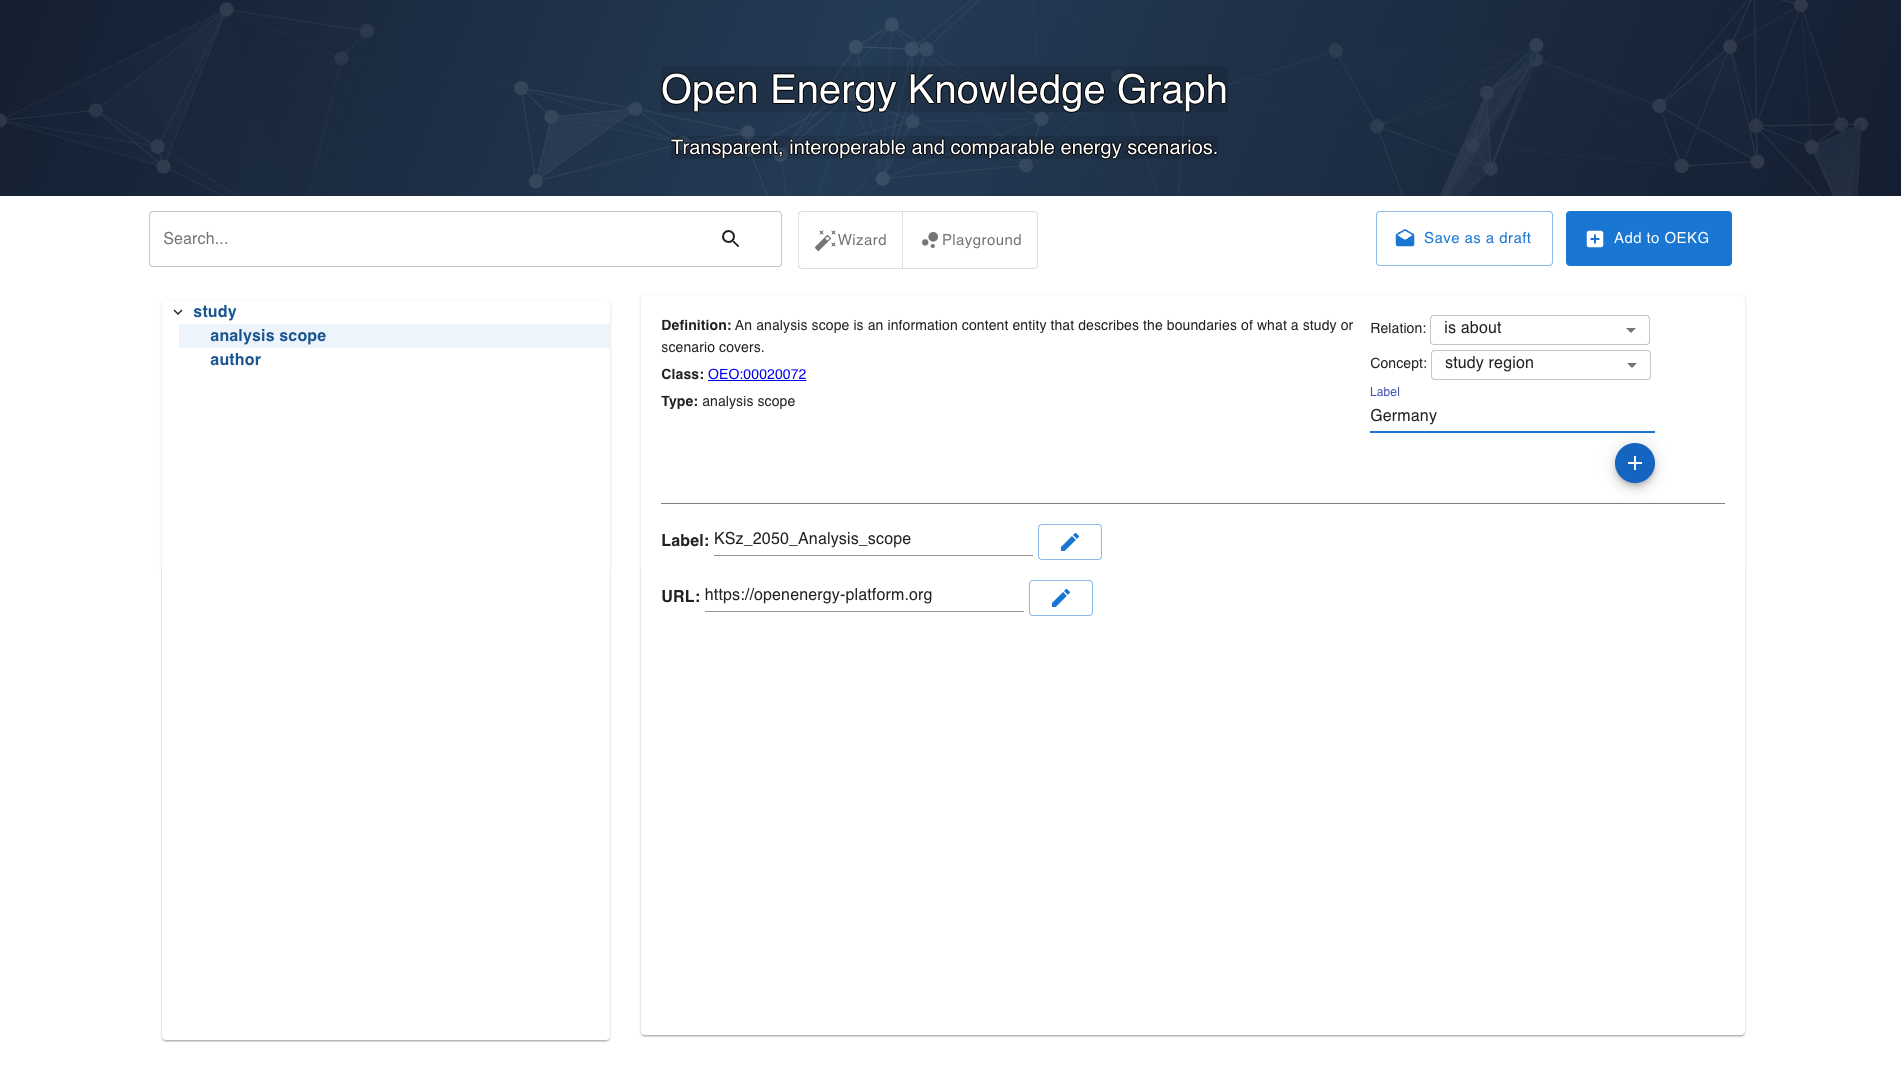 Open Energy Knowledge Graph
Transparent, interoperable and comparable energy scenarios.
Search...
Wizard
Playground
Save as a draft
Add to OEKG
study
analysis scope
author
Definition: An analysis scope is an information content entity that describes the boundaries of what a study or
scenario covers.
Class: OEO:00020072
Type: analysis scope
Relation: is about
Concept: study region
Label
Germany
Label: KSz_2050_Analysis_scope
URL: https://openenergy-platform.org